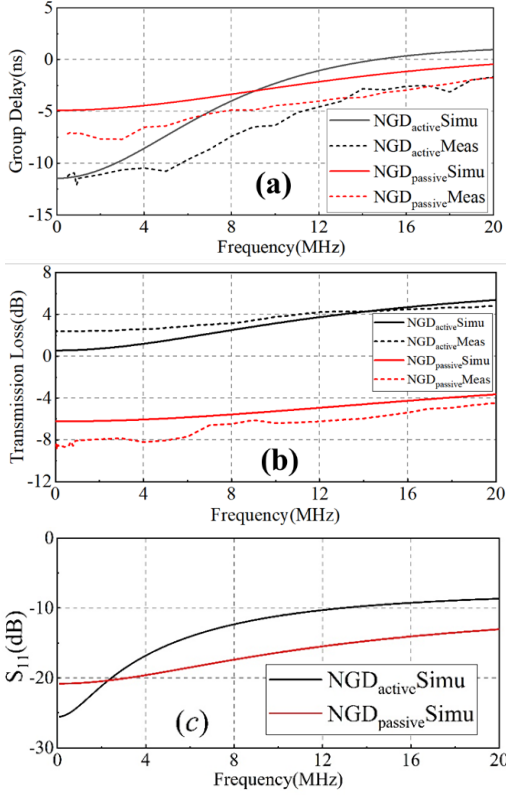 Group Delay(ns)
0
-5
-10
-15
NGDactiveSimu
NGDactiveMeas
NGDpassiveSimu
NGDpassiveMeas
(a)
0 4 8 12 16 20
Frequency(MHz)
Transmission Loss(dB)
8
4
0
-4
-8
-12
NGDactiveSimu
NGDactiveMeas
NGDpassiveSimu
NGDpassiveMeas
(b)
0 4 8 12 16 20
Frequency(MHz)
S11(dB)
0
-10
-20
-30
NGDactiveSimu
NGDpassiveSimu
(c)
0 4 8 12 16 20
Frequency(MHz)